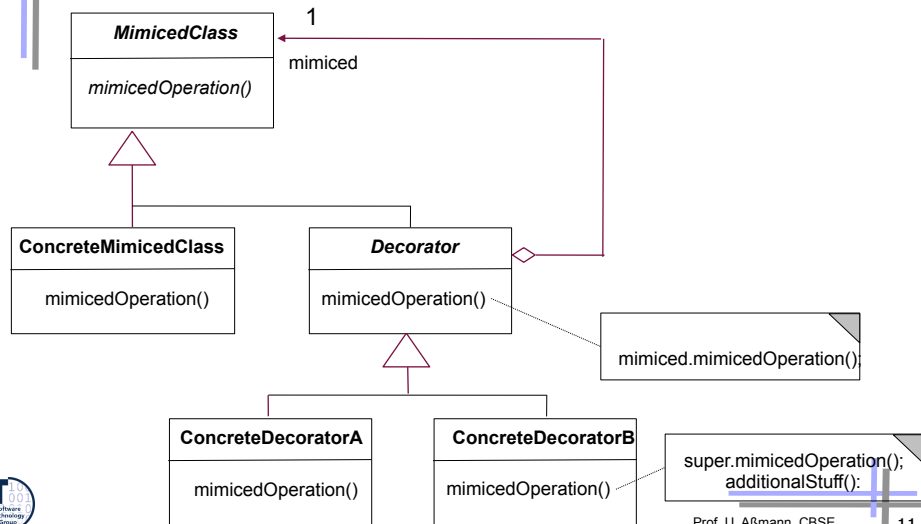 1
MimicedClass
mimiced
mimicedOperation()
ConcreteMimicedClass
Decorator
mimicedOperation()
mimicedOperation()
mimiced.mimicedOperation();
ConcreteDecoratorA
ConcreteDecoratorB
mimicedOperation()
mimicedOperation()
super.mimicedOperation();
additionalStuff():
Prof. U. Aßmann, CBSE
11